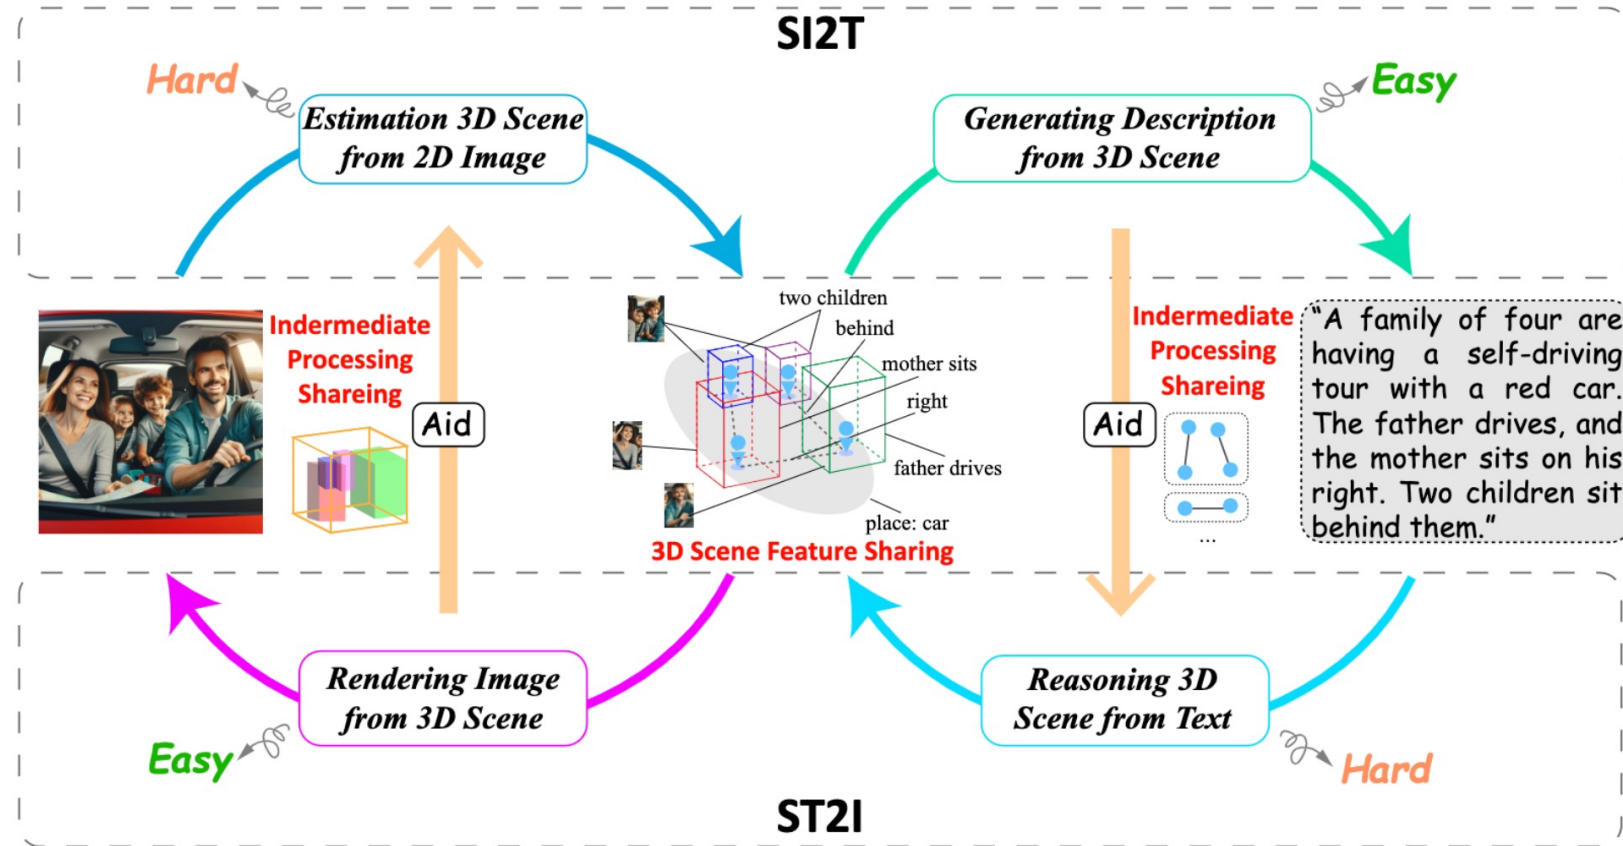 SI2T
Hard
Easy
Estimation 3D Scene
from 2D Image
Generating Description
from 3D Scene
Indermediate
Processing
Shareing
Aid
two children
behind
mother sits
right
father drives
place: car
3D Scene Feature Sharing
Indermediate
Processing
Shareing
Aid
...
“A family of four are
having a self-driving
tour with a red car.
The father drives, and
the mother sits on his
right. Two children sit
behind them.”
Rendering Image
from 3D Scene
Reasoning 3D
Scene from Text
Easy
Hard
ST2I